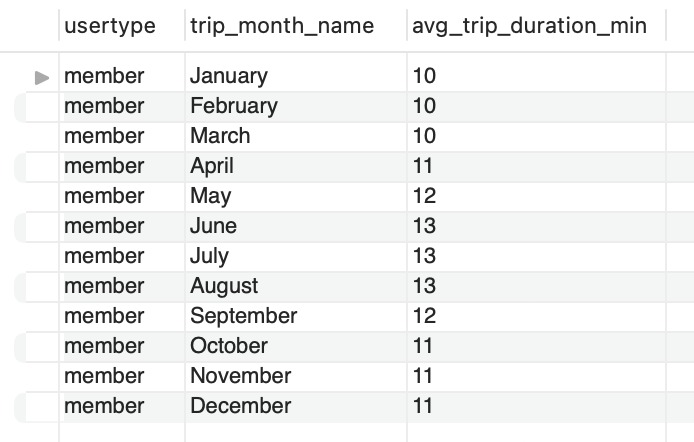 usertype trip_month_name avg_trip_duration_min
member January 10
member February 10
member March 10
member April 11
member May 12
member June 13
member July 13
member August 13
member September 12
member October 11
member November 11
member December 11